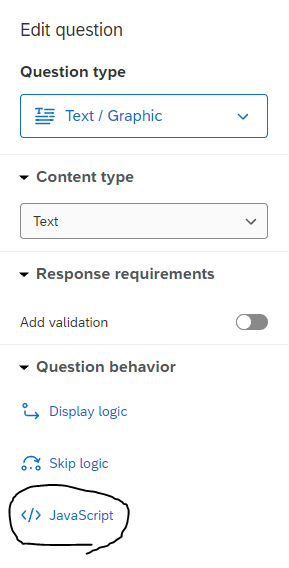 Edit question
Question type
Text / Graphic
Content type
Text
Response requirements
Add validation
Question behavior
Display logic
Skip logic
</> JavaScript